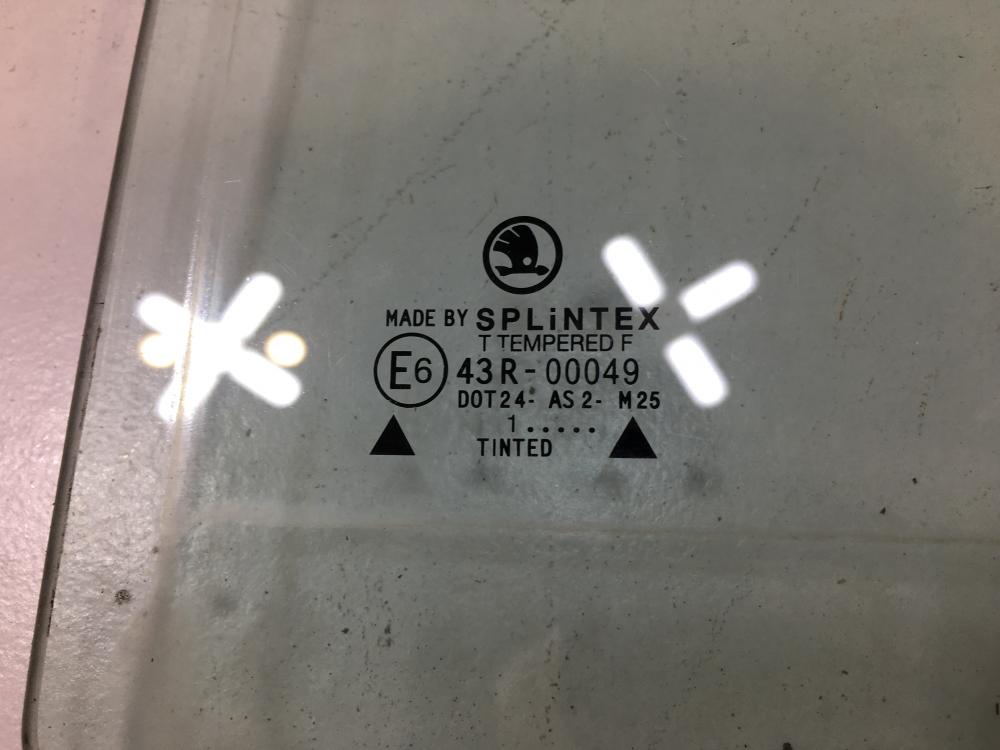 MADE BY SPLiNTEX
T TEMPERED F
E6 43R-00049
DOT24- AS2- M25
1.....
TINTED